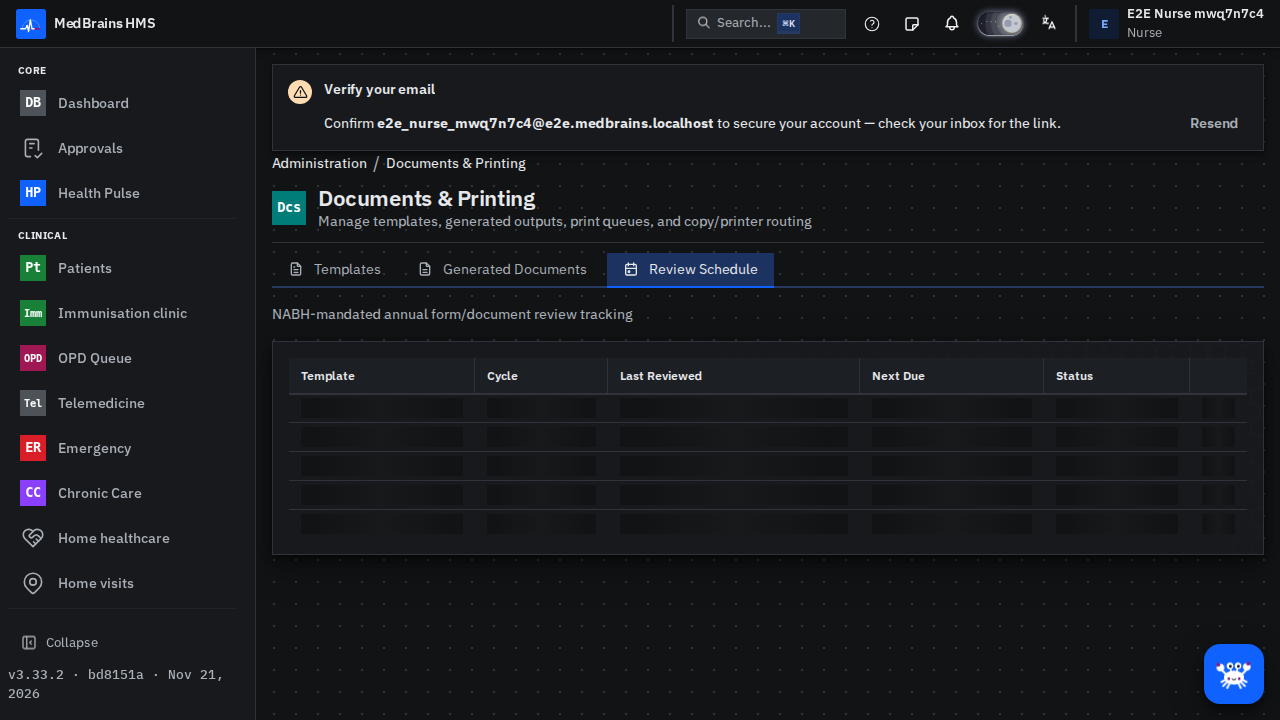 MedBrains HMS
Search... ⌘K
E
E2E Nurse mwq7n7c4
Nurse
CORE
DB Dashboard
Approvals
HP Health Pulse
CLINICAL
Pt Patients
Imm Immunisation clinic
OPD OPD Queue
Tel Telemedicine
ER Emergency
CC Chronic Care
Home healthcare
Home visits
Collapse
v3.33.2 · bd8151a · Nov 21,
2026
Verify your email
Confirm e2e_nurse_mwq7n7c4@e2e.medbrains.localhost to secure your account — check your inbox for the link.
Resend
Administration / Documents & Printing
Dcs
Documents & Printing
Manage templates, generated outputs, print queues, and copy/printer routing
Templates Generated Documents Review Schedule
NABH-mandated annual form/document review tracking
Template Cycle Last Reviewed Next Due Status